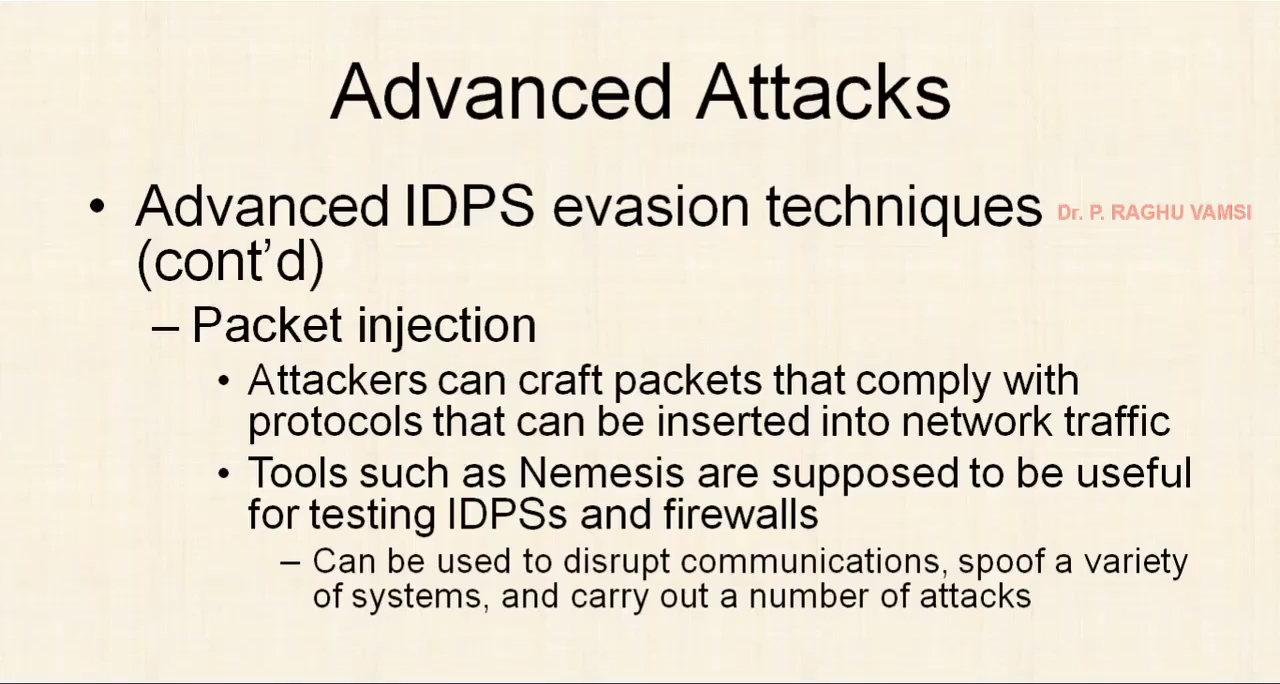 Advanced Attacks
• Advanced IDPS evasion techniques
Dr. P. RAGHU VAMSI
(cont’d)
– Packet injection
• Attackers can craft packets that comply with
protocols that can be inserted into network traffic
• Tools such as Nemesis are supposed to be useful
for testing IDPSs and firewalls
– Can be used to disrupt communications, spoof a variety
of systems, and carry out a number of attacks